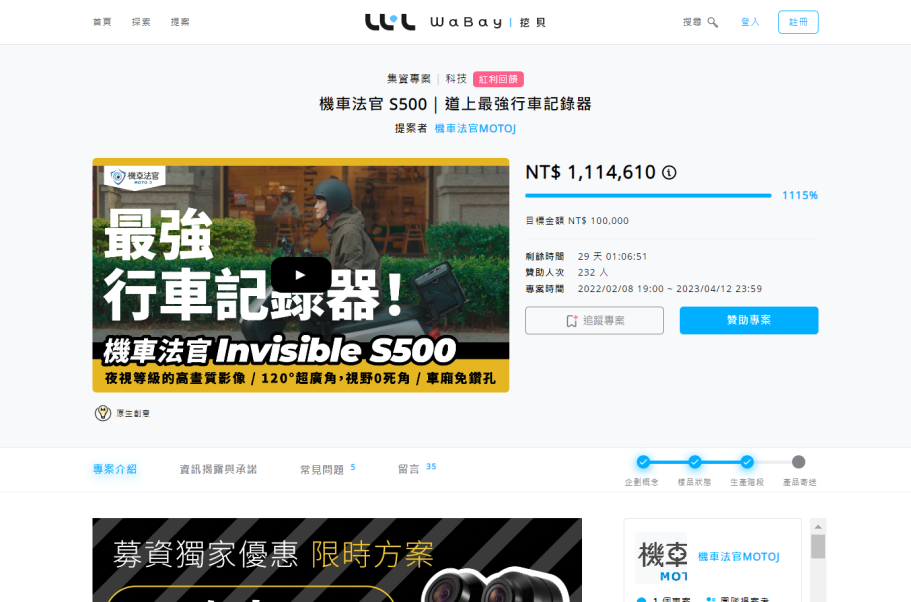 首頁 探索 提案
WaBay | 挖貝
搜尋
登入
註冊
集資專案 | 科技 紅利回饋
機車法官 S500 | 道上最強行車記錄器
提案者 機車法官MOTOJ
機車法官
MOTO J
最強
行車記錄器!
機車法官 Invisible S500
夜視等級的高畫質影像 / 120°超廣角,視野0死角 / 車廂免鑽孔
原生創意
NT$ 1,114,610
1115%
目標金額 NT$ 100,000
剩餘時間 29 天 01:06:51
贊助人次 232 人
專案時間 2022/02/08 19:00 ~ 2023/04/12 23:59
追蹤專案
贊助專案
專案介紹 資訊揭露與承諾 常見問題 5 留言 35
企劃概念 樣品狀態 生產階段 產品寄送
募資獨家優惠 限時方案
機車
MOTJ
機車法官MOTOJ
1 個專案 團隊提案者